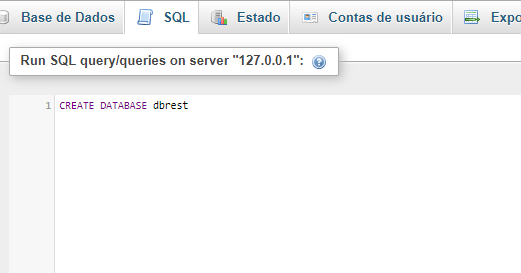 Base de Dados SQL Estado Contas de usuário Expo
Run SQL query/queries on server "127.0.0.1":
1 CREATE DATABASE dbrest